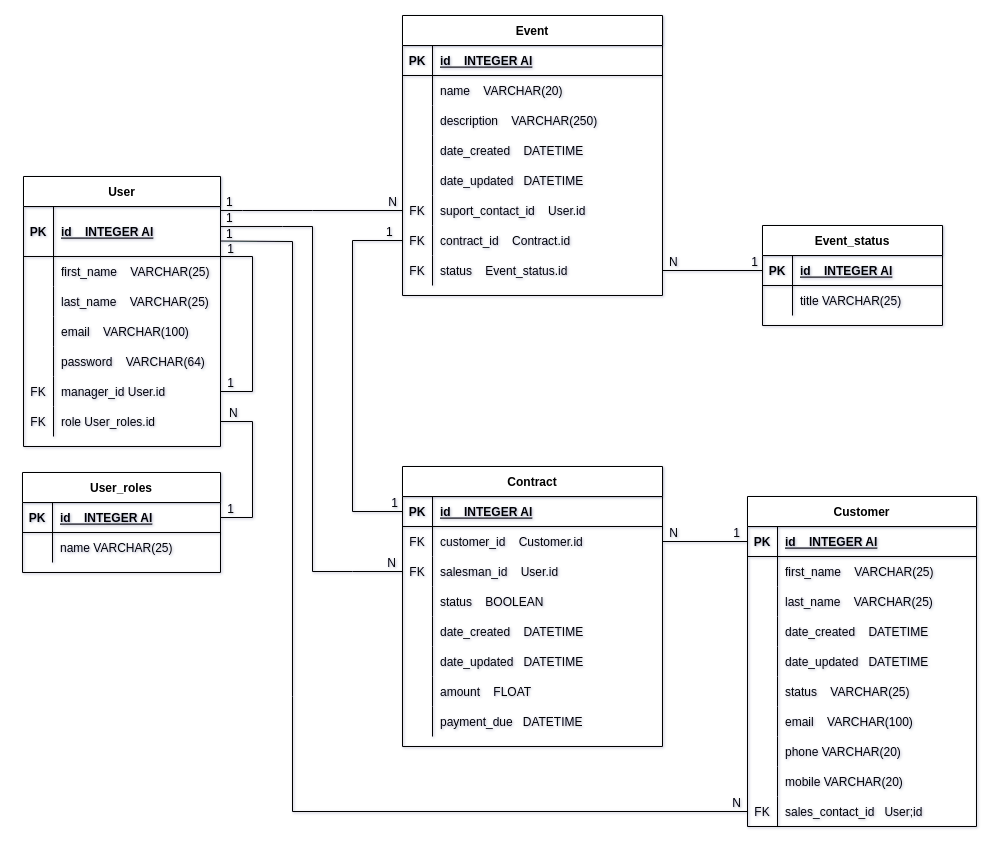 Event
PK id INTEGER AI
name VARCHAR(20)
description VARCHAR(250)
date_created DATETIME
date_updated DATETIME
FK suport_contact_id User.id
FK contract_id Contract.id
FK status Event_status.id
N
1
N
1
User
PK id INTEGER AI
first_name VARCHAR(25)
last_name VARCHAR(25)
email VARCHAR(100)
password VARCHAR(64)
FK manager_id User.id
FK role User_roles.id
1
1
1
1
1
N
1
User_roles
PK id INTEGER AI
name VARCHAR(25)
Event_status
PK id INTEGER AI
title VARCHAR(25)
Contract
PK id INTEGER AI
FK customer_id Customer.id
FK salesman_id User.id
status BOOLEAN
date_created DATETIME
date_updated DATETIME
amount FLOAT
payment_due DATETIME
1
N
N
1
Customer
PK id INTEGER AI
first_name VARCHAR(25)
last_name VARCHAR(25)
date_created DATETIME
date_updated DATETIME
status VARCHAR(25)
email VARCHAR(100)
phone VARCHAR(20)
mobile VARCHAR(20)
FK sales_contact_id User;id
N